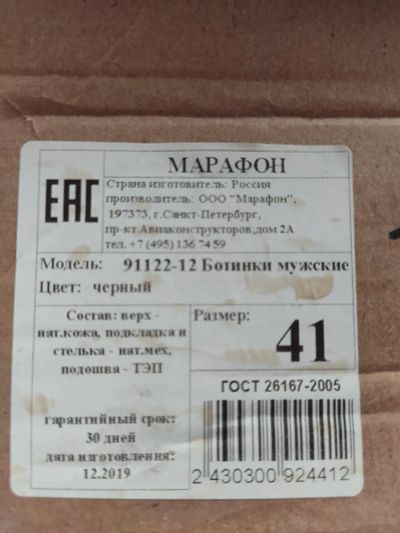 EAC
МАРАФОН
Страна изготовитель: Россия
производитель: ООО "Марафон",
197373, г.Санкт-Петербург,
пр-кт.Авиаконструкторов,дом 2А
тел. +7 (495) 136 74 59
Модель: 91122-12 Ботинки мужские
Цвет: черный
Состав: верх -
нат.кожа, подкладка и
стелька - нат.мех,
подошва - ТЭП
Размер:
41
ГОСТ 26167-2005
гарантийный срок:
30 дней
дата изготовления:
12.2019
2 430300 924412